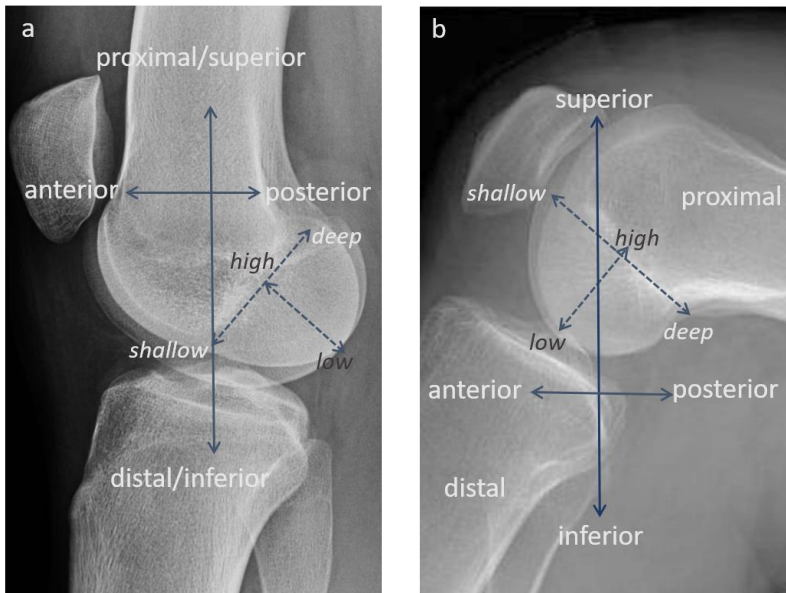 a
proximal/superior
anterior
posterior
deep
high
shallow
low
distal/inferior
b
superior
shallow
proximal
high
low
deep
anterior
posterior
distal
inferior